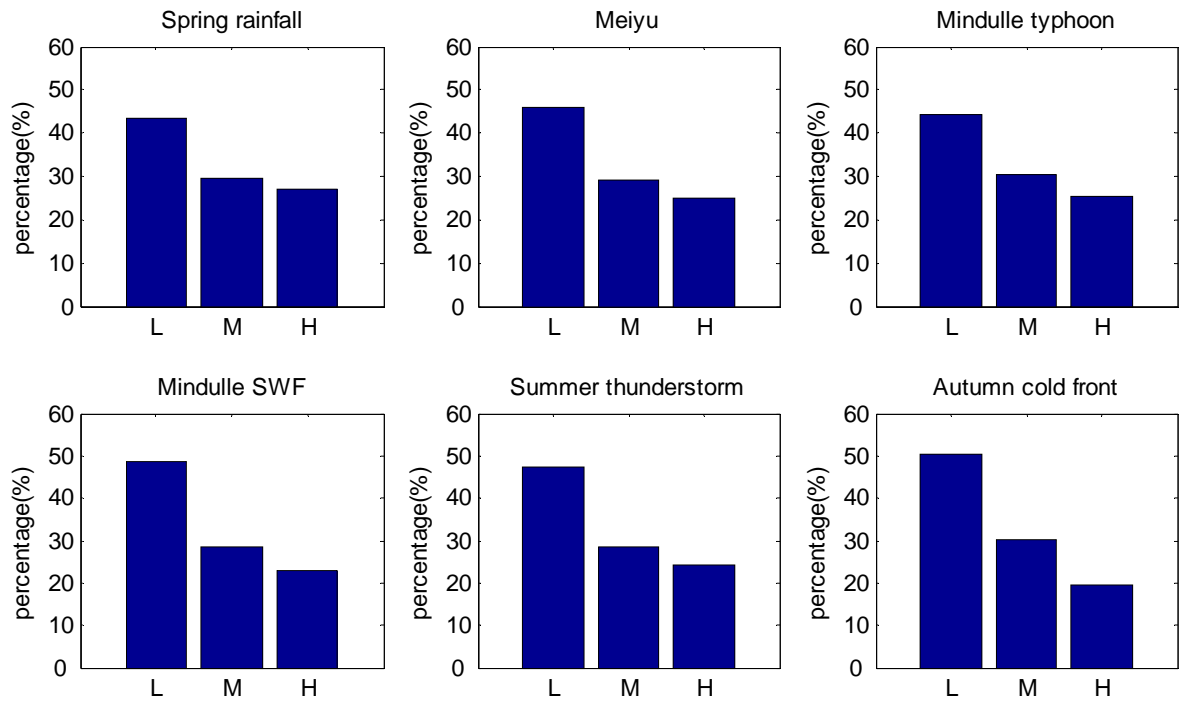 Spring rainfall
60
50
40
30
20
10
0
percentage(%)
L M H
Meiyu
60
50
40
30
20
10
0
percentage(%)
L M H
Mindulle typhoon
60
50
40
30
20
10
0
percentage(%)
L M H
Mindulle SWF
60
50
40
30
20
10
0
percentage(%)
L M H
Summer thunderstorm
60
50
40
30
20
10
0
percentage(%)
L M H
Autumn cold front
60
50
40
30
20
10
0
percentage(%)
L M H